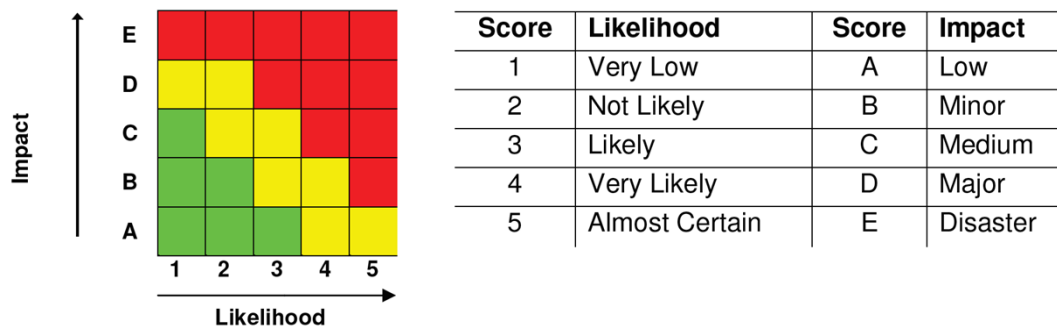 Impact
E
D
C
B
A
1 2 3 4 5
Likelihood
Score Likelihood Score Impact
1 Very Low A Low
2 Not Likely B Minor
3 Likely C Medium
4 Very Likely D Major
5 Almost Certain E Disaster